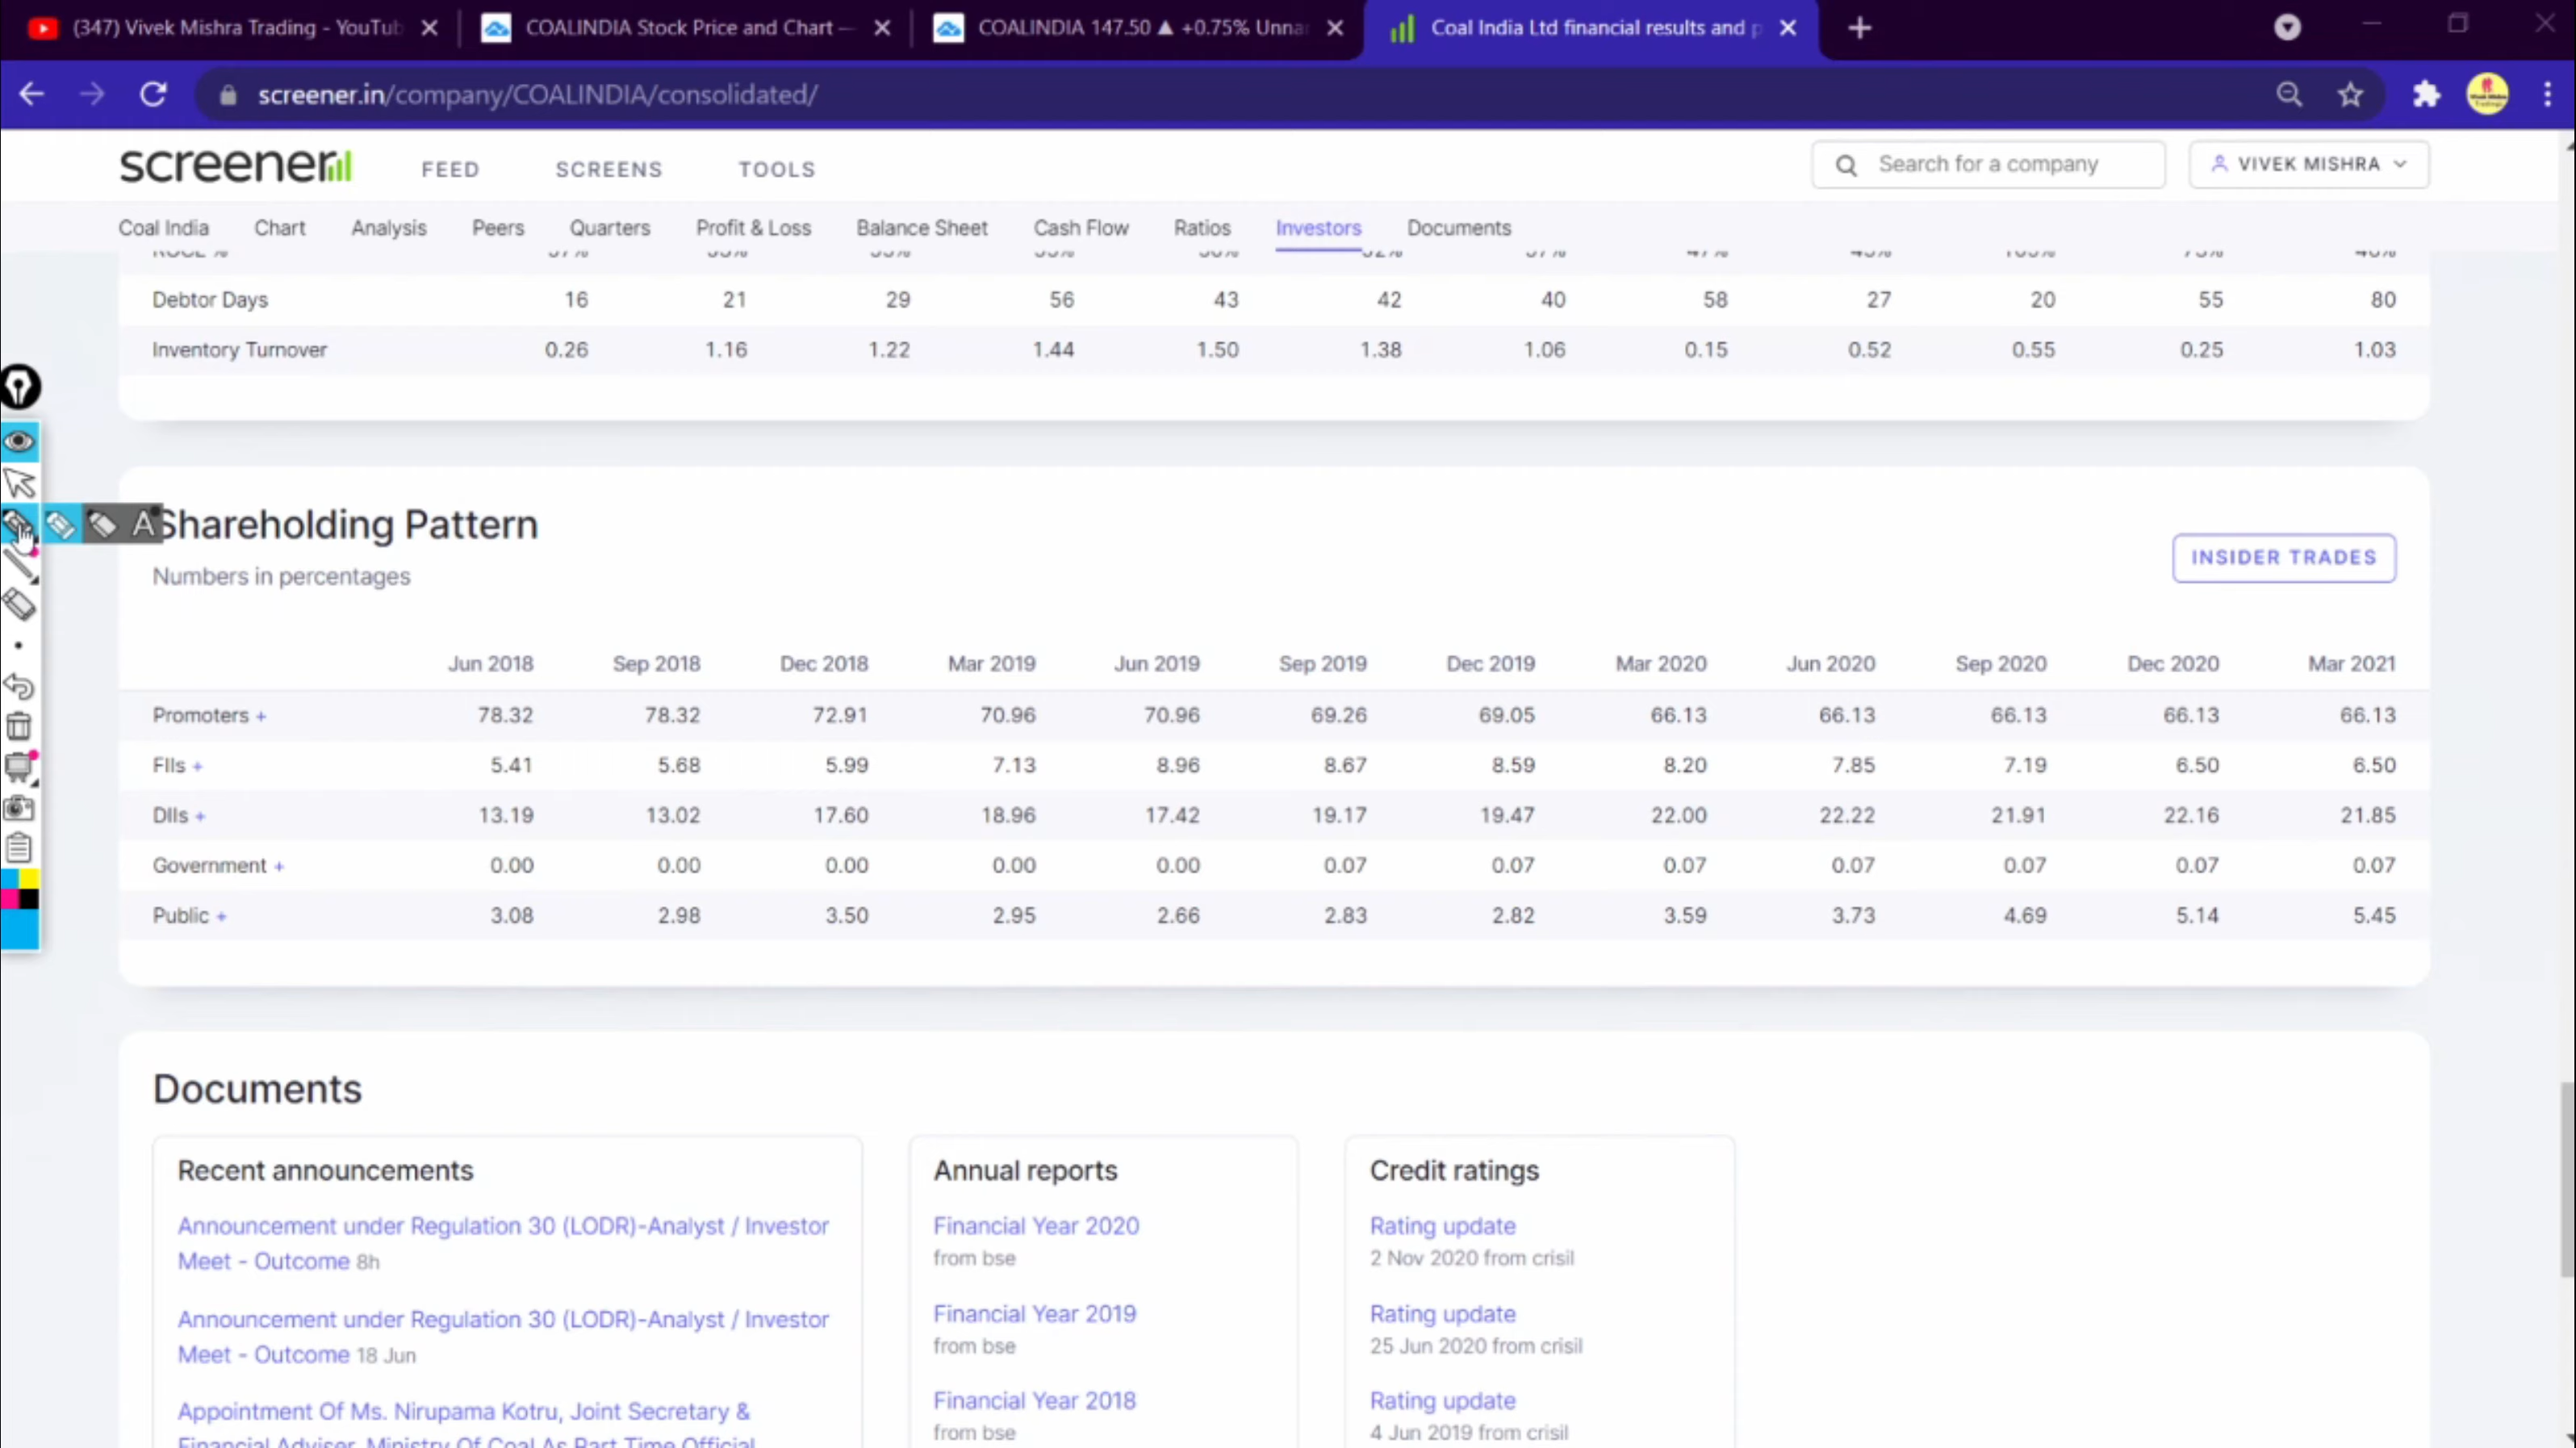 (347) Vivek Mishra Trading - YouTub
COALINDIA Stock Price and Chart —
COALINDIA 147.50 ▲ +0.75% Unna
Coal India Ltd financial results and p
screener.in/company/COALINDIA/consolidated/
screener FEED SCREENS TOOLS Search for a company VIVEK MISHRA
Coal India Chart Analysis Peers Quarters Profit & Loss Balance Sheet Cash Flow Ratios Investors Documents
Debtor Days 16 21 29 56 43 42 40 58 27 20 55 80
Inventory Turnover 0.26 1.16 1.22 1.44 1.50 1.38 1.06 0.15 0.52 0.55 0.25 1.03
A
Shareholding Pattern
INSIDER TRADES
Numbers in percentages
Jun 2018 Sep 2018 Dec 2018 Mar 2019 Jun 2019 Sep 2019 Dec 2019 Mar 2020 Jun 2020 Sep 2020 Dec 2020 Mar 2021
Promoters + 78.32 78.32 72.91 70.96 70.96 69.26 69.05 66.13 66.13 66.13 66.13 66.13
FIIs + 5.41 5.68 5.99 7.13 8.96 8.67 8.59 8.20 7.85 7.19 6.50 6.50
DIIs + 13.19 13.02 17.60 18.96 17.42 19.17 19.47 22.00 22.22 21.91 22.16 21.85
Government + 0.00 0.00 0.00 0.00 0.00 0.07 0.07 0.07 0.07 0.07 0.07 0.07
Public + 3.08 2.98 3.50 2.95 2.66 2.83 2.82 3.59 3.73 4.69 5.14 5.45
Documents
Recent announcements
Announcement under Regulation 30 (LODR)-Analyst / Investor
Meet - Outcome 8h
Announcement under Regulation 30 (LODR)-Analyst / Investor
Meet - Outcome 18 Jun
Appointment Of Ms. Nirupama Kotru, Joint Secretary &
Financial Adviser, Ministry Of Coal As Part Time Official
Annual reports
Financial Year 2020
from bse
Financial Year 2019
from bse
Financial Year 2018
from bse
Credit ratings
Rating update
2 Nov 2020 from crisil
Rating update
25 Jun 2020 from crisil
Rating update
4 Jun 2019 from crisil